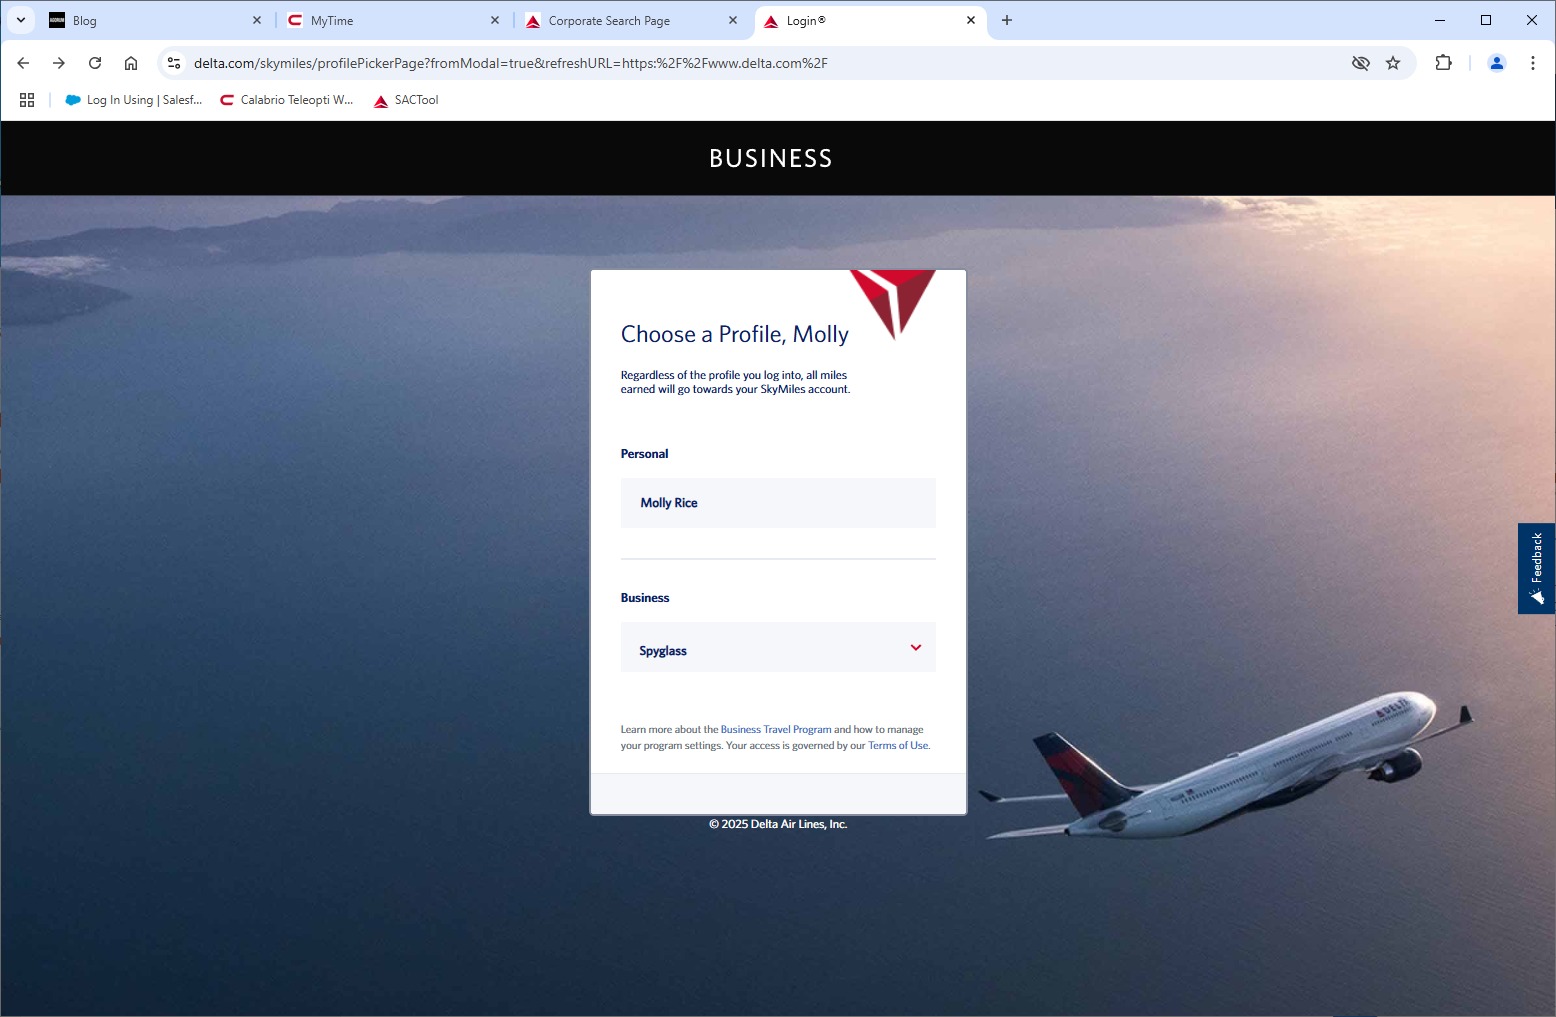 Blog
MyTime
Corporate Search Page
Login®
delta.com/skymiles/profilePickerPage?fromModal=true&refreshURL=https:%2F%2Fwww.delta.com%2F
Log In Using | Salesf...
Calabrio Teleopti W...
SACTool
BUSINESS
Choose a Profile, Molly
Regardless of the profile you log into, all miles
earned will go towards your SkyMiles account.
Personal
Molly Rice
Business
Spyglass
Learn more about the Business Travel Program and how to manage
your program settings. Your access is governed by our Terms of Use.
© 2025 Delta Air Lines, Inc.
Feedback
DELTA